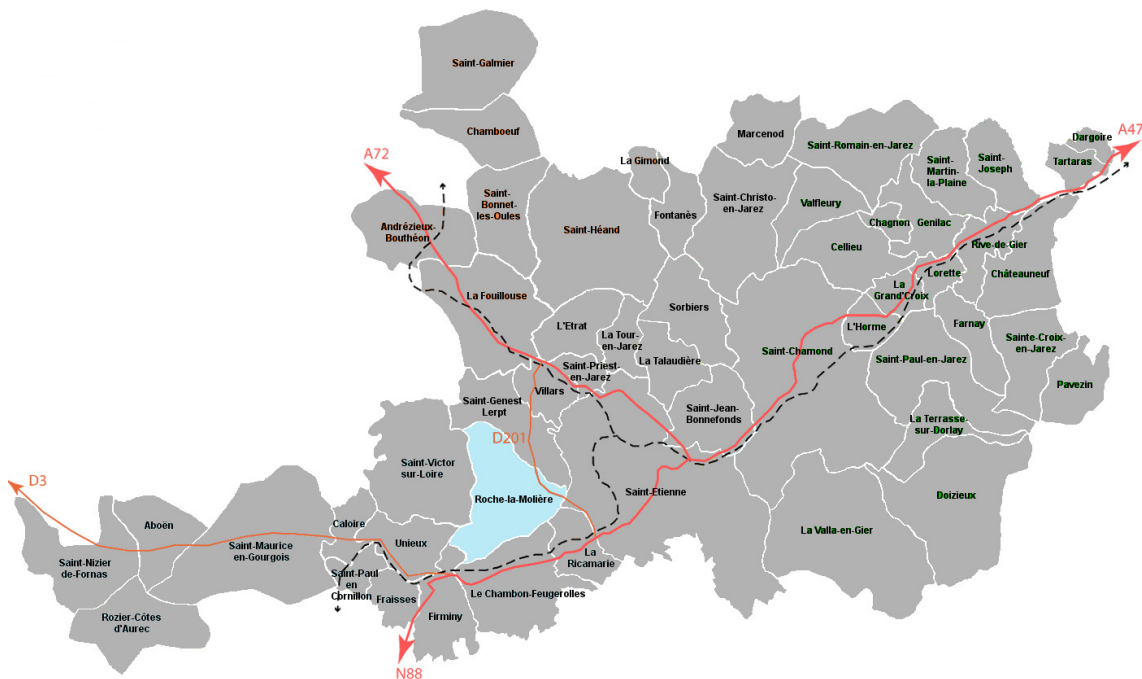 Saint-Galmier
Chamboeuf
A72
Saint-
Bonnet-
les-Oules
Andrézieux-
Bouthéon
La Fouillouse
Saint-Héand
La Gimond
Fontanès
Marcenod
Saint-Christo-
en-Jarez
Saint-Romain-en-Jarez
Valfleury
Cellieu
Chagnon
Saint-
Martin-
la-Plaine
Genilac
Saint-
Joseph
Dargoire
Tartaras
A47
Rive-de-Gier
Lorette
Châteauneuf
La
Grand'Croix
L'Horme
Farnay
Sainte-Croix-
en-Jarez
Pavezin
Saint-Paul-en-Jarez
La Terrasse-
sur-Dorlay
Doizieux
La Valla-en-Gier
Saint-Chamond
Sorbiers
L'Etrat
La Tour-
en-Jarez
La Talaudière
Saint-Priest-
en-Jarez
Villars
Saint-Jean-
Bonnefonds
Saint-Genest
Lerpt
D201
Saint-Victor
sur-Loire
Roche-la-Molière
Saint-Etienne
La
Ricamarie
Le Chambon-Feugerolles
Firminy
N88
Fraisses
Unieux
Caloire
Saint-Paul
en
Cornillon
Saint-Maurice
en-Gourgois
Aboën
D3
Saint-Nizier
de-Fornas
Rozier-Côtes
d'Aurec